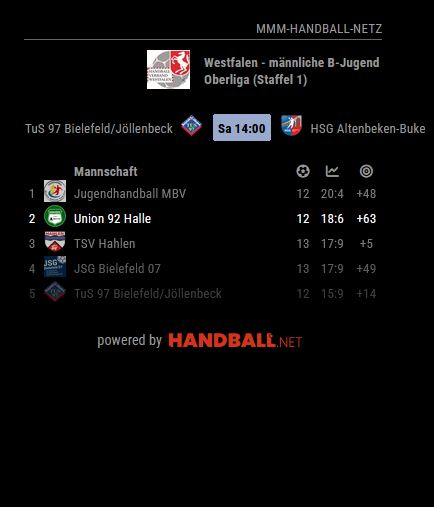 MMM-HANDBALL-NETZ
HANDBALL
VERBAND
WESTFALEN
Westfalen - männliche B-Jugend
Oberliga (Staffel 1)
TuS 97 Bielefeld/Jöllenbeck Sa 14:00 HSG Altenbeken-Buke
Mannschaft
1 Jugendhandball MBV 12 20:4 +48
2 Union 92 Halle 12 18:6 +63
3 TSV Hahlen 13 17:9 +5
4 JSG Bielefeld 07 13 17:9 +49
5 TuS 97 Bielefeld/Jöllenbeck 12 15:9 +14
powered by HANDBALL.NET